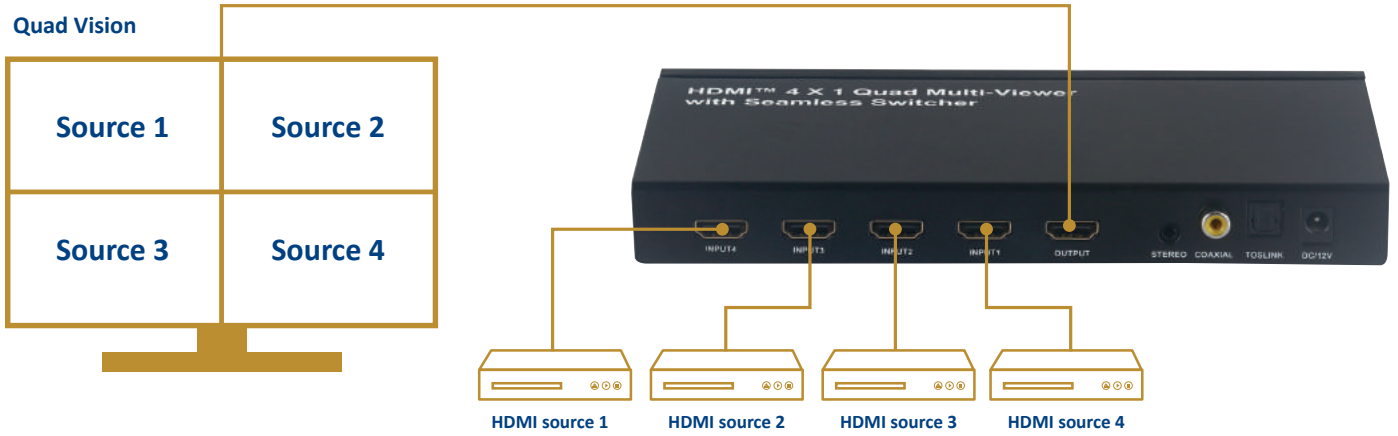 Quad Vision
Source 1
Source 2
Source 3
Source 4
HDMI™ 4 X 1 Quad Multi-Viewer
with Seamless Switcher
INPUT4
INPUT3
INPUT2
INPUT1
OUTPUT
STEREO
COAXIAL
TOSLINK
DC/12V
HDMI source 1
HDMI source 2
HDMI source 3
HDMI source 4